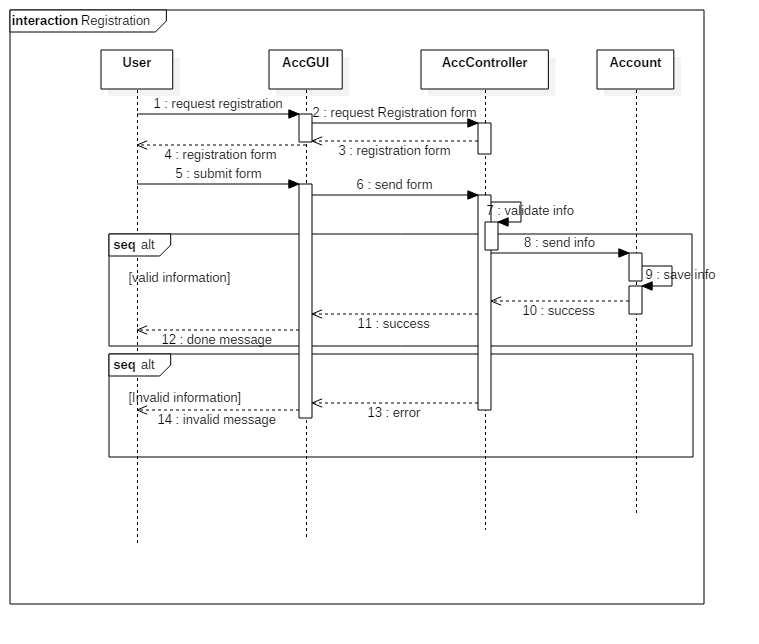 interaction Registration
User
AccGUI
AccController
Account
1 : request registration
2 : request Registration form
3 : registration form
4 : registration form
5 : submit form
6 : send form
7 : validate info
seq alt
8 : send info
[valid information]
9 : save info
10 : success
11 : success
12 : done message
seq alt
[Invalid information]
13 : error
14 : invalid message